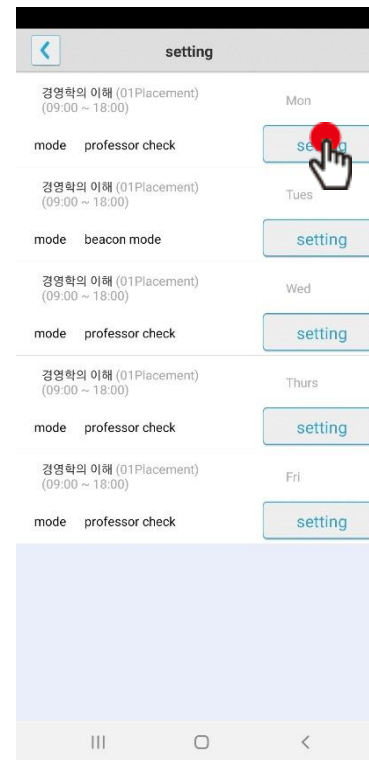 setting
경영학의 이해 (01Placement)
(09:00 ~ 18:00)
Mon
mode professor check
setting
경영학의 이해 (01Placement)
(09:00 ~ 18:00)
Tues
mode beacon mode
setting
경영학의 이해 (01Placement)
(09:00 ~ 18:00)
Wed
mode professor check
setting
경영학의 이해 (01Placement)
(09:00 ~ 18:00)
Thurs
mode professor check
setting
경영학의 이해 (01Placement)
(09:00 ~ 18:00)
Fri
mode professor check
setting